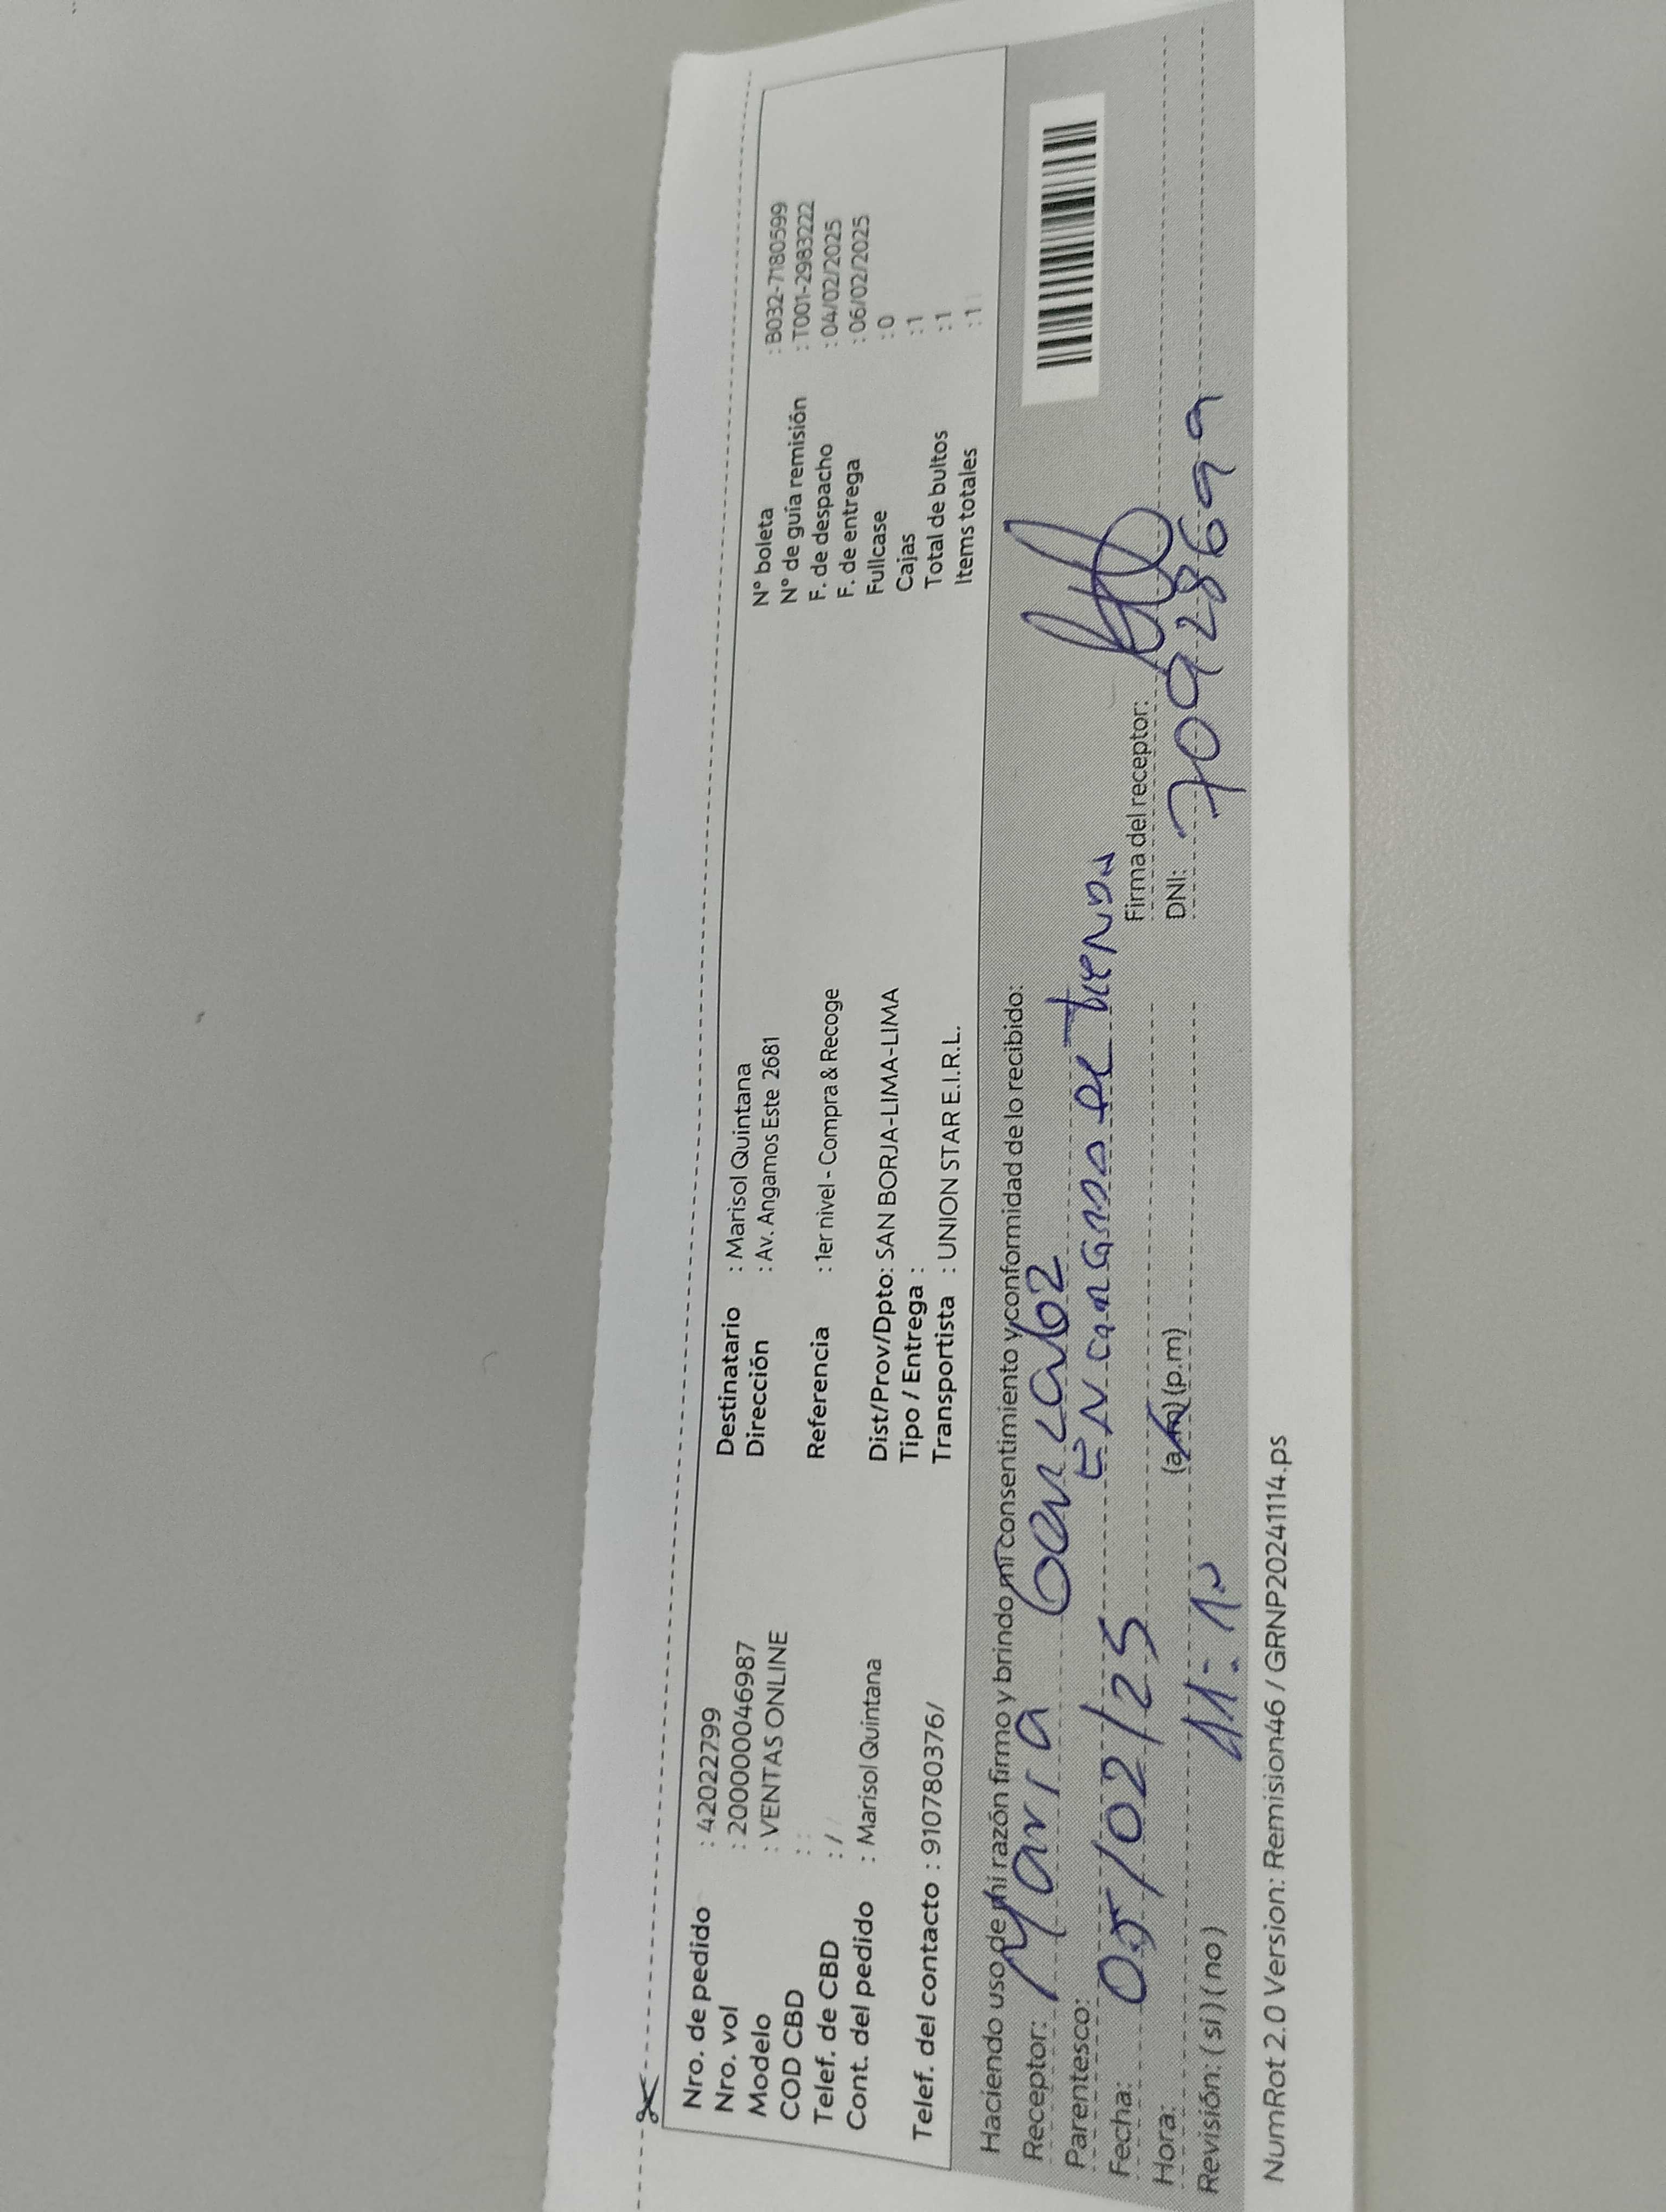 Nro. de pedido : 42022799
Nro. vol : 200000046987
Modelo : VENTAS ONLINE
COD CBD :
Telef. de CBD : /
Cont. del pedido : Marisol Quintana
Telef. del contacto : 910780376/
Destinatario : Marisol Quintana
Dirección : Av. Angamos Este 2681
Referencia : 1er nivel - Compra & Recoge
Dist/Prov/Dpto: SAN BORJA-LIMA-LIMA
Tipo / Entrega :
Transportista : UNION STAR E.I.R.L.
N° boleta : B032-7180599
N° de guía remisión : T001-2983222
F. de despacho : 04/02/2025
F. de entrega : 06/02/2025
Fullcase : 0
Cajas : 1
Total de bultos : 1
Items totales : 1
Haciendo uso de mi razón firmo y brindo mi consentimiento y conformidad de lo recibido:
Receptor: Maria
Parentesco: ENCARGADO DE TIENDA
Fecha: 05/02/25
Hora: 11: (a.m) (p.m)
Revisión: ( si ) ( no )
Firma del receptor:
DNI: 70928699
NumRot 2.0 Version: Remision46 / GRNP20241114.ps